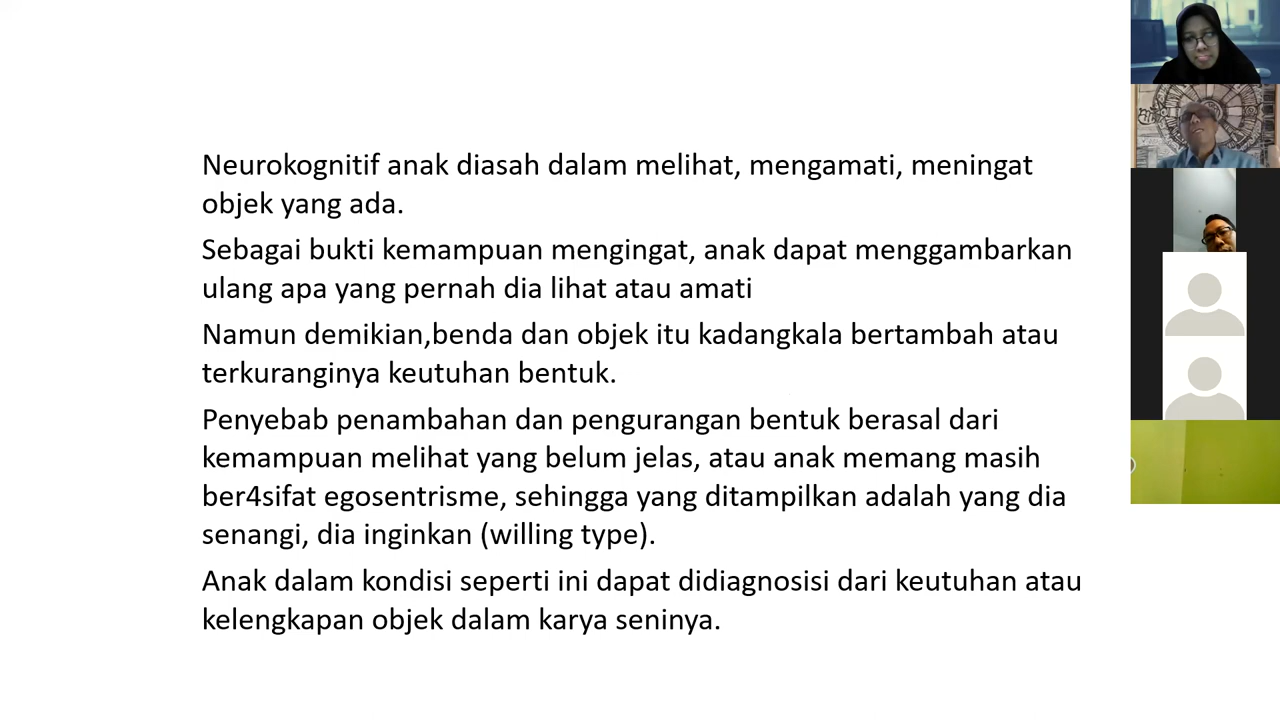 Neurokognitif anak diasah dalam melihat, mengamati, meningat
objek yang ada.
Sebagai bukti kemampuan mengingat, anak dapat menggambarkan
ulang apa yang pernah dia lihat atau amati
Namun demikian,benda dan objek itu kadangkala bertambah atau
terkuranginya keutuhan bentuk.
Penyebab penambahan dan pengurangan bentuk berasal dari
kemampuan melihat yang belum jelas, atau anak memang masih
ber4sifat egosentrisme, sehingga yang ditampilkan adalah yang dia
senangi, dia inginkan (willing type).
Anak dalam kondisi seperti ini dapat didiagnosisi dari keutuhan atau
kelengkapan objek dalam karya seninya.